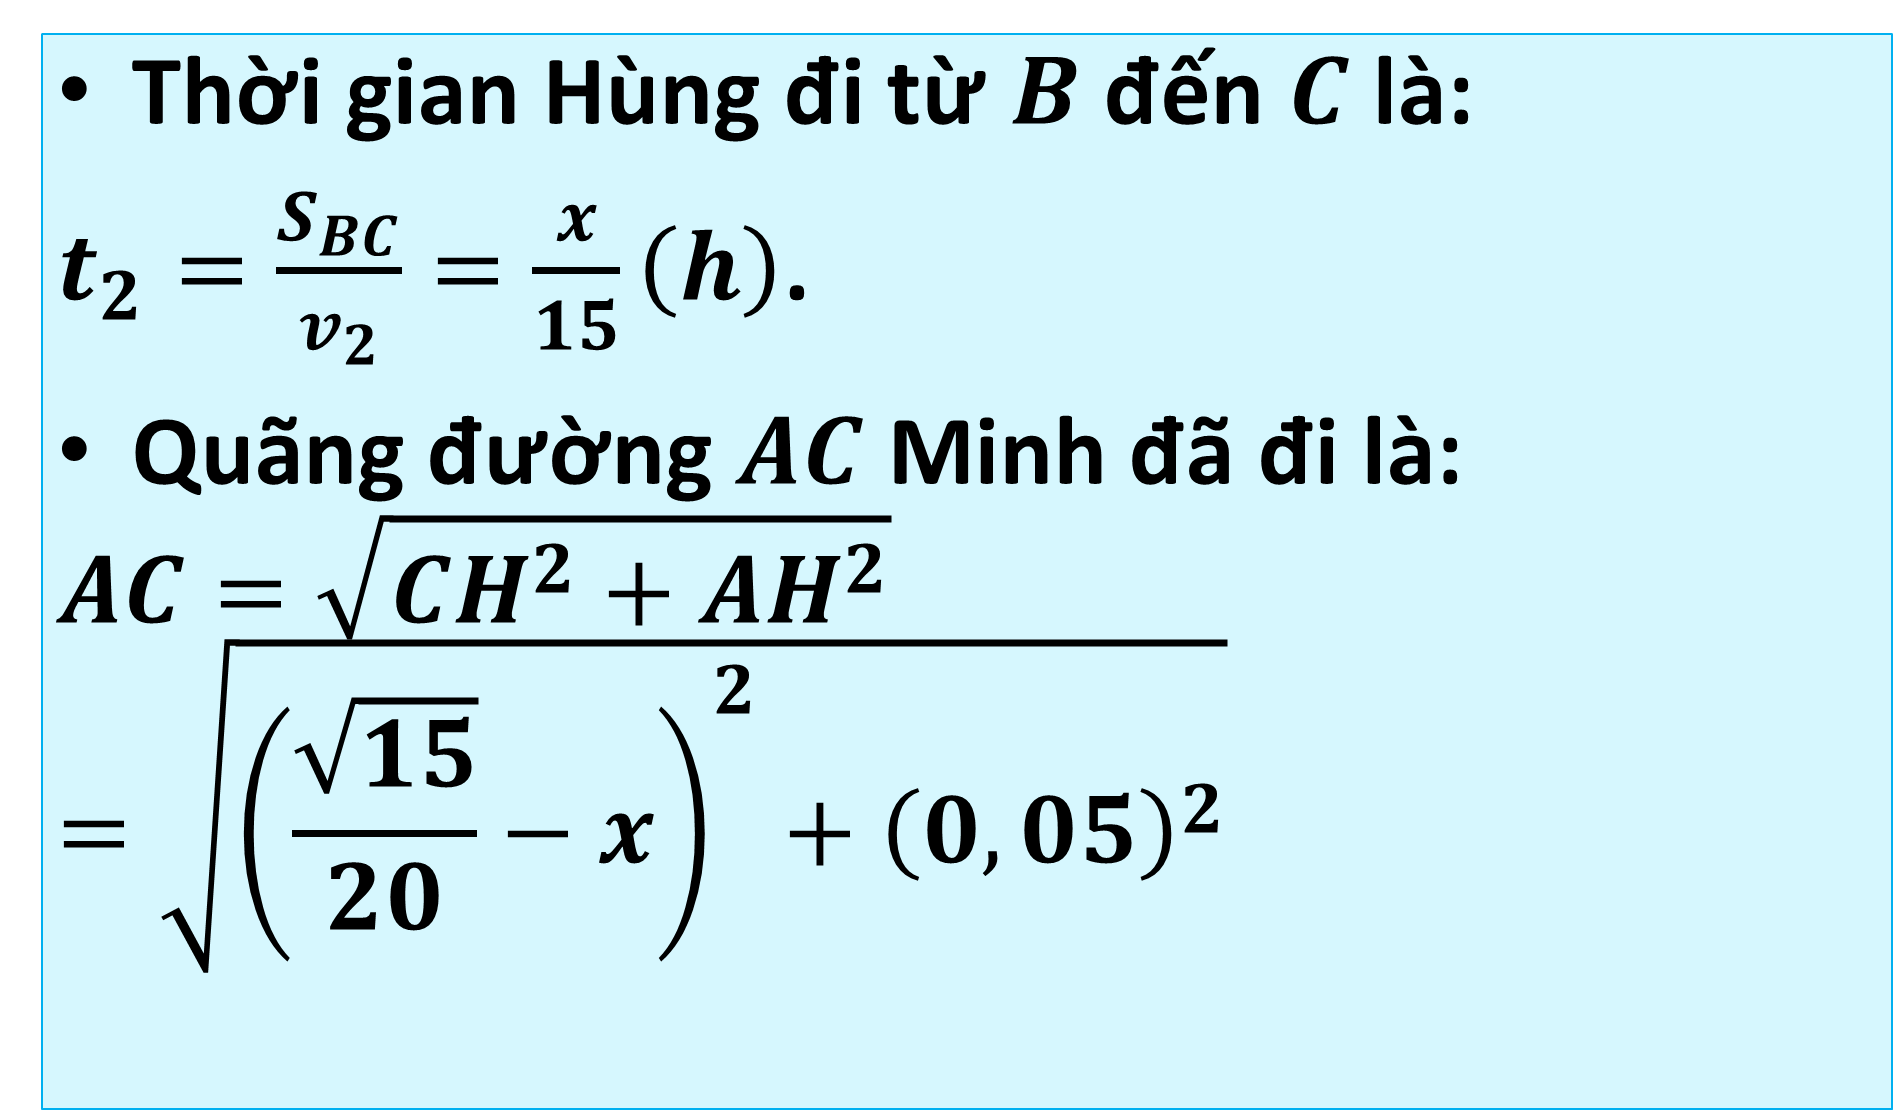 • Thời gian Hùng đi từ B đến C là:
t₂ = S_BC / v₂ = x / 15 (h).
• Quãng đường AC Minh đã đi là:
AC = √(CH² + AH²)
= √((√15 / 20 − x)² + (0,05)²)